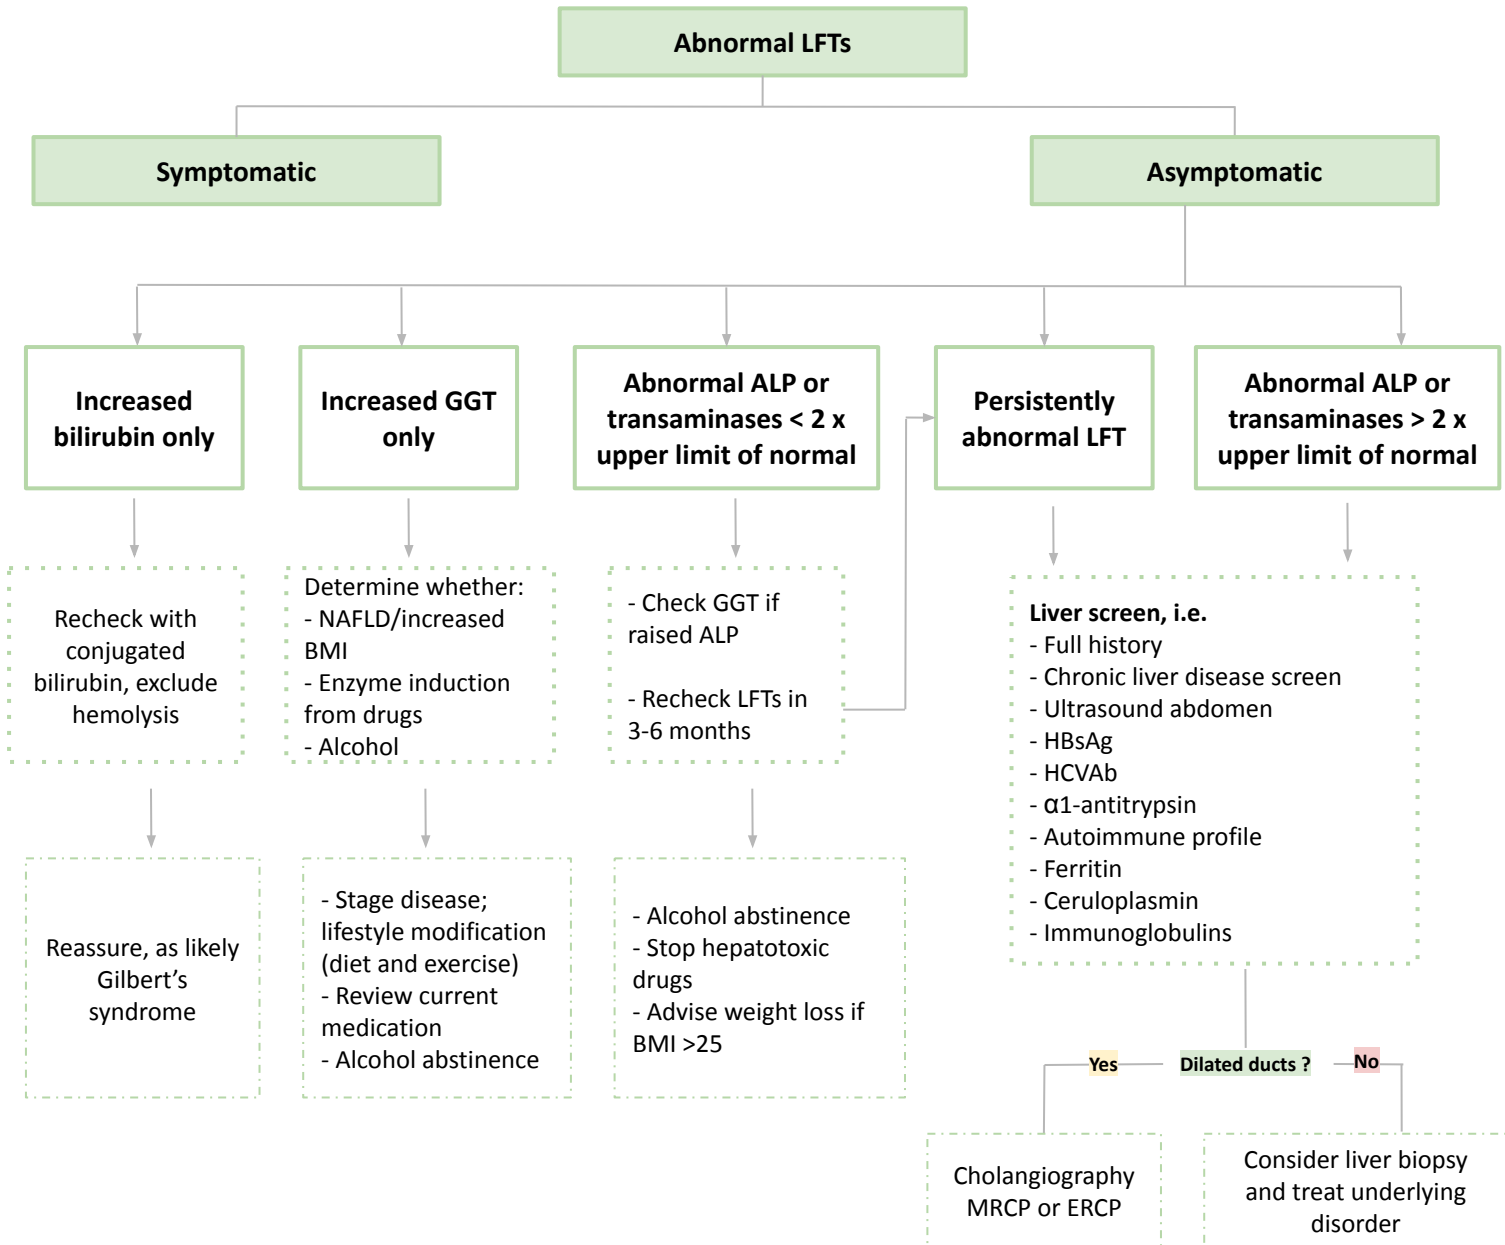 Abnormal LFTs
Symptomatic
Asymptomatic
Increased
bilirubin only
Increased GGT
only
Abnormal ALP or
transaminases < 2 x
upper limit of normal
Persistently
abnormal LFT
Abnormal ALP or
transaminases > 2 x
upper limit of normal
Recheck with
conjugated
bilirubin, exclude
hemolysis
Determine whether:
- NAFLD/increased
BMI
- Enzyme induction
from drugs
- Alcohol
- Check GGT if
raised ALP
- Recheck LFTs in
3-6 months
Liver screen, i.e.
- Full history
- Chronic liver disease screen
- Ultrasound abdomen
- HBsAg
- HCVAb
- α1-antitrypsin
- Autoimmune profile
- Ferritin
- Ceruloplasmin
- Immunoglobulins
Reassure, as likely
Gilbert’s
syndrome
- Stage disease;
lifestyle modification
(diet and exercise)
- Review current
medication
- Alcohol abstinence
- Alcohol abstinence
- Stop hepatotoxic
drugs
- Advise weight loss if
BMI >25
Yes
Dilated ducts ?
No
Cholangiography
MRCP or ERCP
Consider liver biopsy
and treat underlying
disorder